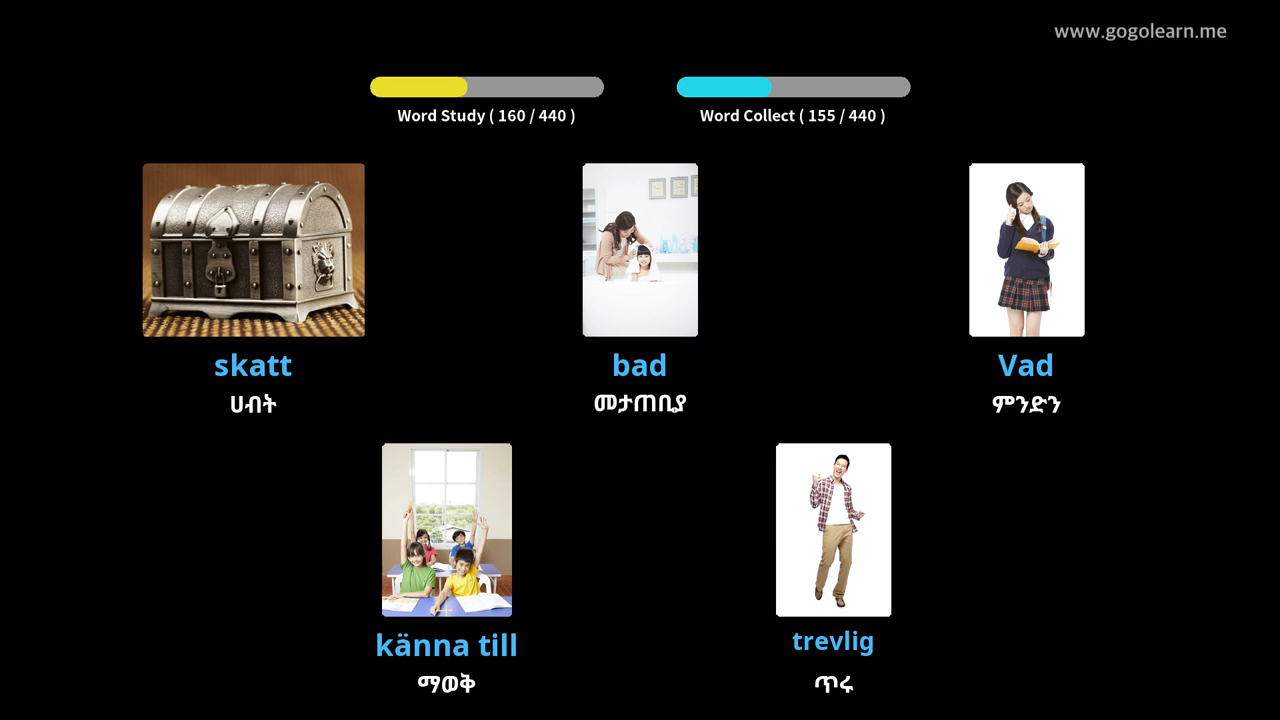 www.gogolearn.me
Word Study ( 160 / 440 )
Word Collect ( 155 / 440 )
skatt
ሀብት
bad
መታጠቢያ
Vad
ምንድን
känna till
ማወቅ
trevlig
ጥሩ